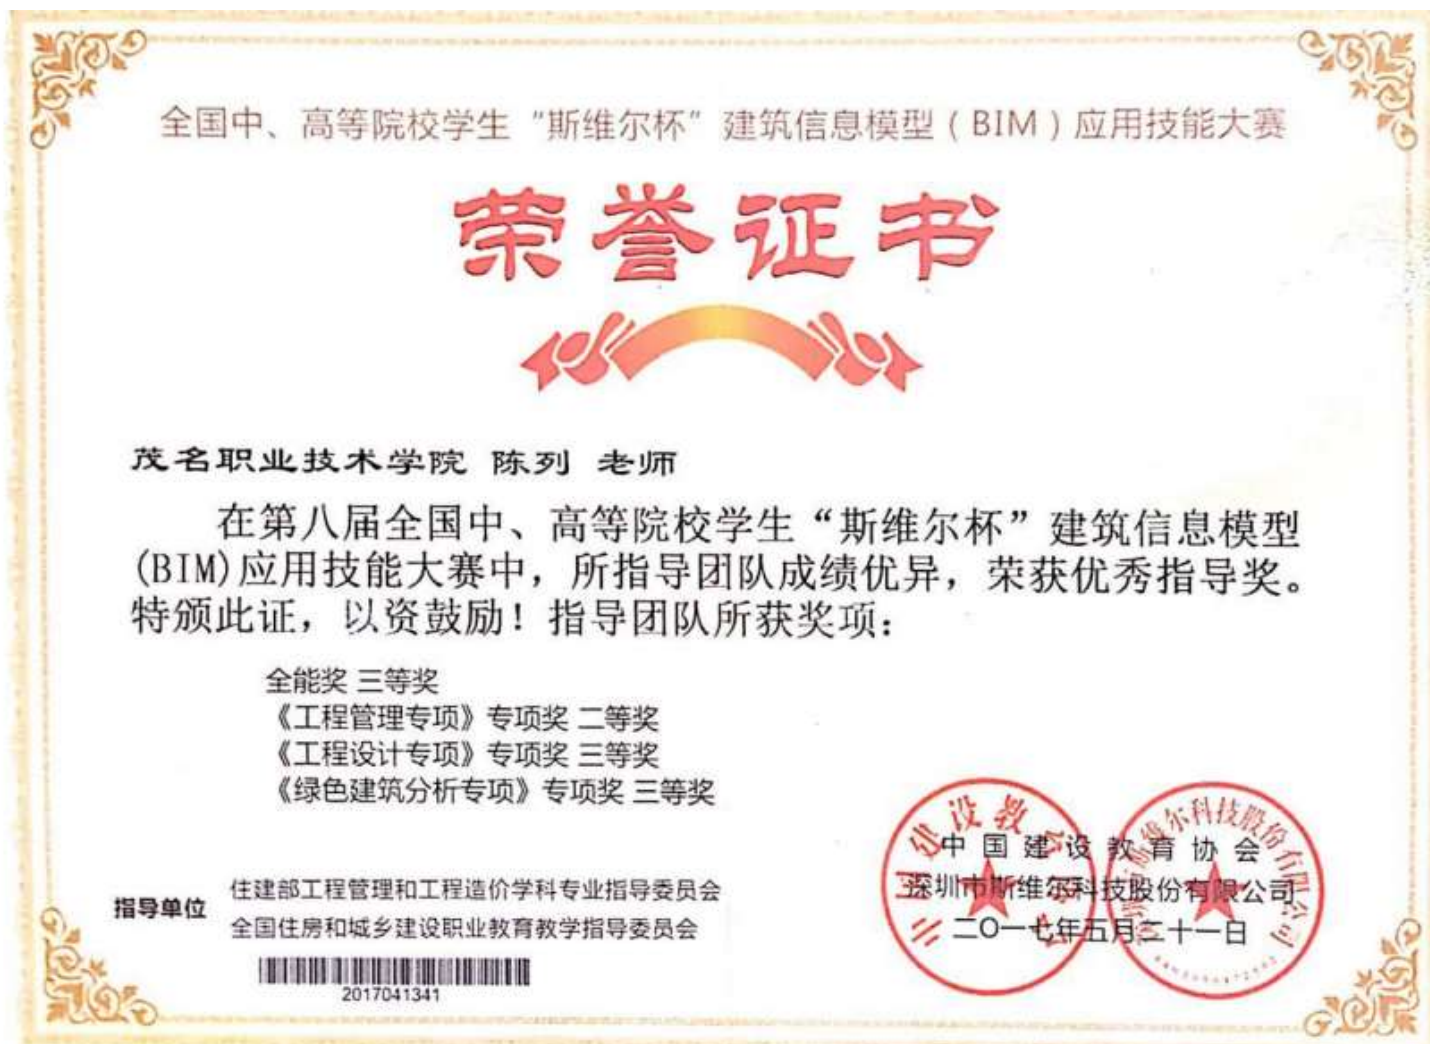 全国中、高等院校学生“斯维尔杯”建筑信息模型(BIM)应用技能大赛
荣誉证书
茂名职业技术学院 陈列 老师
在第八届全国中、高等院校学生“斯维尔杯”建筑信息模型
(BIM)应用技能大赛中，所指导团队成绩优异，荣获优秀指导奖。
特颁此证，以资鼓励！指导团队所获奖项：
全能奖 三等奖
《工程管理专项》专项奖 二等奖
《工程设计专项》专项奖 三等奖
《绿色建筑分析专项》专项奖 三等奖
中国建设教育协会
深圳市斯维尔科技股份有限公司
二〇一七年五月二十一日
指导单位
住建部工程管理和工程造价学科专业指导委员会
全国住房和城乡建设职业教育教学指导委员会
2017041341